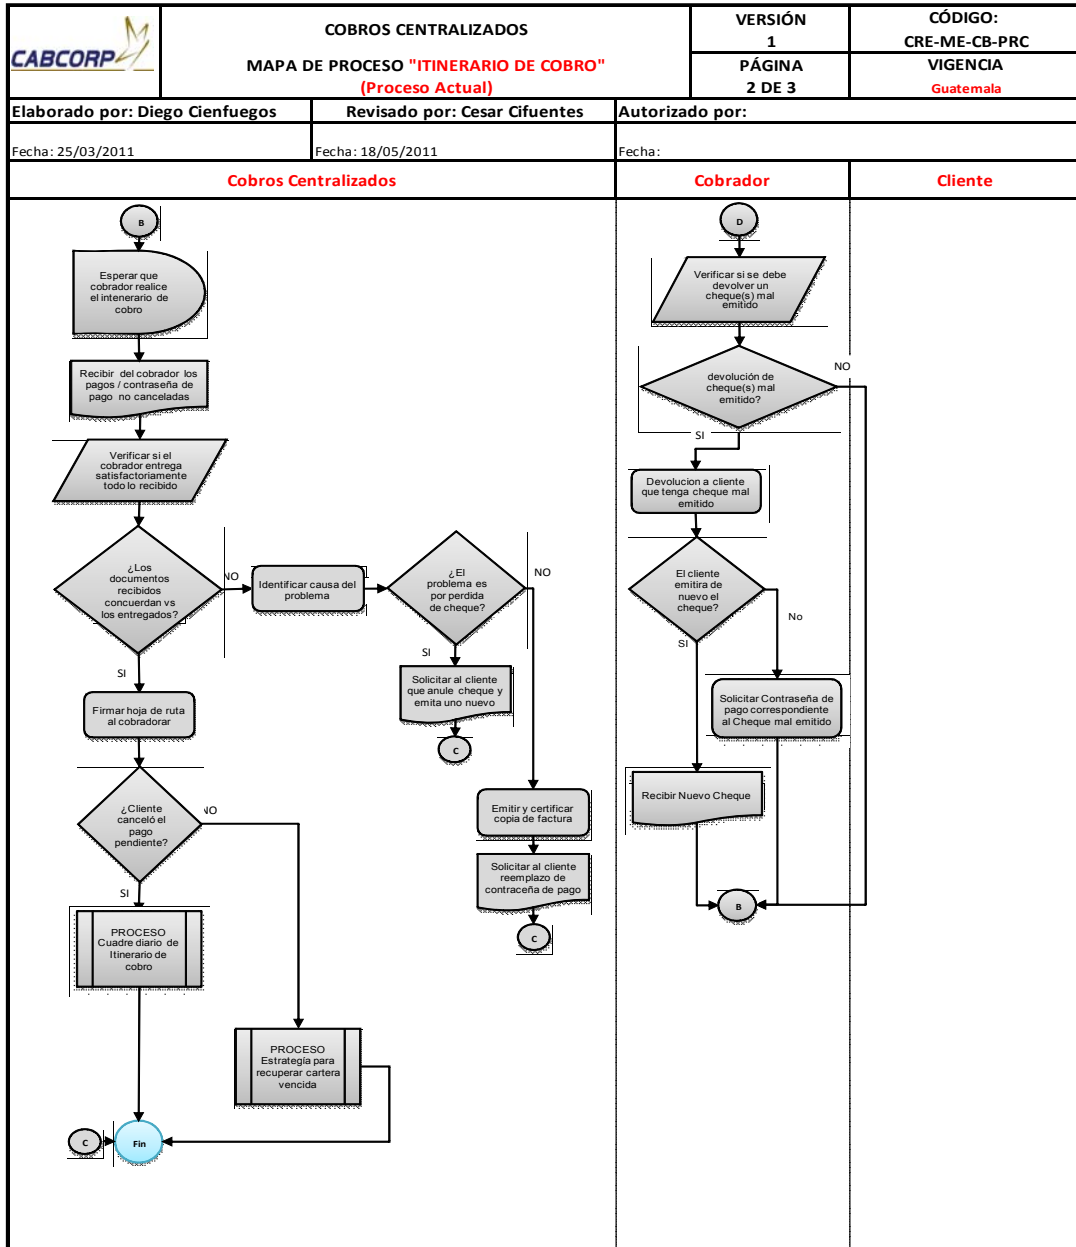 CABCORP
COBROS CENTRALIZADOS
MAPA DE PROCESO "ITINERARIO DE COBRO"
(Proceso Actual)
VERSIÓN
1
CÓDIGO:
CRE-ME-CB-PRC
PÁGINA
2 DE 3
VIGENCIA
Guatemala
Elaborado por: Diego Cienfuegos
Revisado por: Cesar Cifuentes
Autorizado por:
Fecha: 25/03/2011
Fecha: 18/05/2011
Fecha:
Cobros Centralizados
Cobrador
Cliente
B
Esperar que
cobrador realice
el intenerario de
cobro
Recibir del cobrador los
pagos / contraseña de
pago no canceladas
Verificar si el
cobrador entrega
satisfactoriamente
todo lo recibido
¿Los
documentos
recibidos
concuerdan vs
los entregados?
NO
Identificar causa del
problema
¿El
problema es
por perdida
de cheque?
NO
SI
Solicitar al cliente
que anule cheque y
emita uno nuevo
C
SI
Firmar hoja de ruta
al cobradorar
¿Cliente
canceló el
pago
pendiente?
NO
Emitir y certificar
copia de factura
Solicitar al cliente
reemplazo de
contraceña de pago
C
SI
PROCESO
Cuadre diario de
Itinerario de
cobro
PROCESO
Estrategía para
recuperar cartera
vencida
C
Fin
D
Verificar si se debe
devolver un
cheque(s) mal
emitido
devolución de
cheque(s) mal
emitido?
NO
SI
Devolucion a cliente
que tenga cheque mal
emitido
El cliente
emitira de
nuevo el
cheque?
No
SI
Solicitar Contraseña de
pago correspondiente
al Cheque mal emitido
Recibir Nuevo Cheque
B